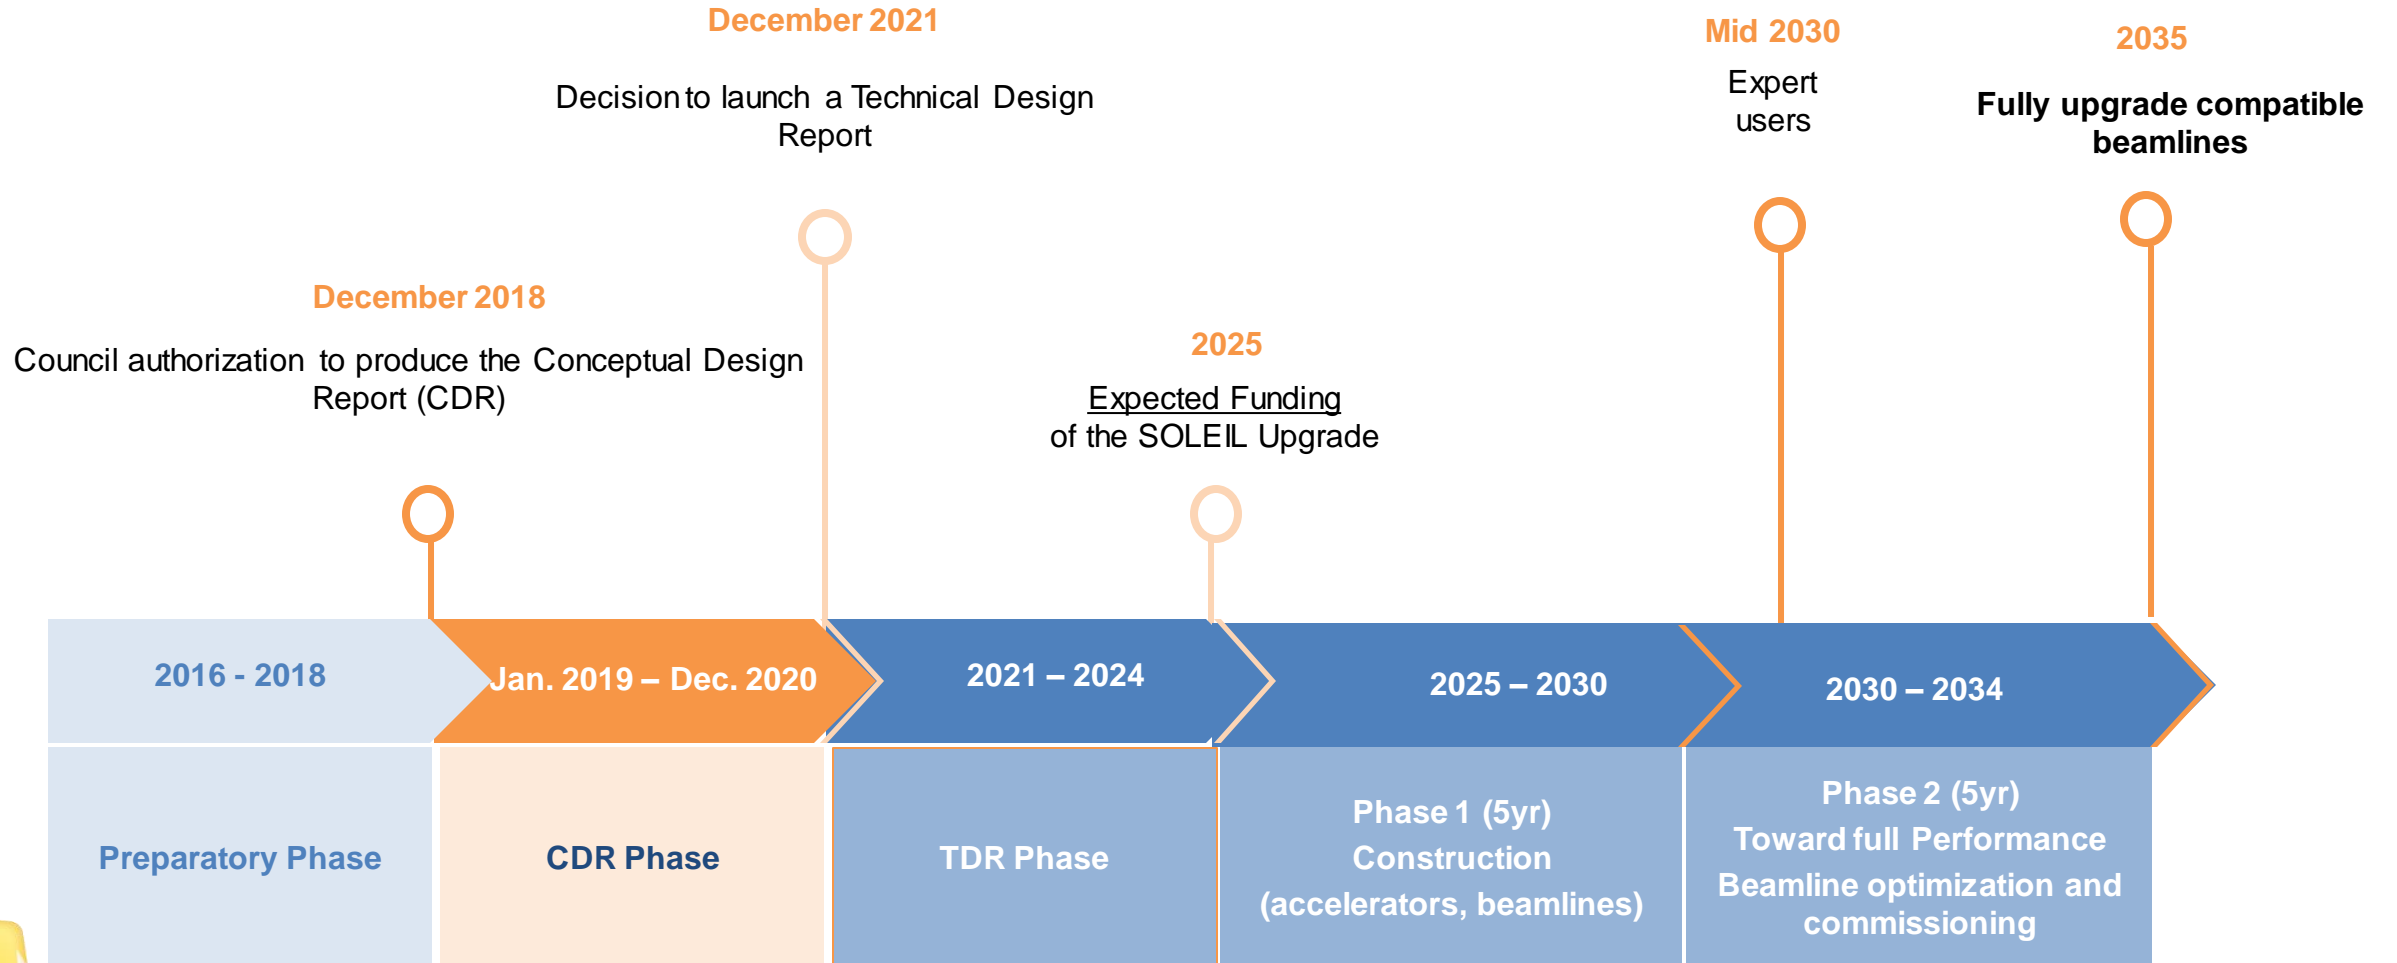 December 2021
Decision to launch a Technical Design
Report
Mid 2030
Expert
users
2035
Fully upgrade compatible
beamlines
December 2018
Council authorization to produce the Conceptual Design
Report (CDR)
2025
Expected Funding
of the SOLEIL Upgrade
2016 - 2018
Jan. 2019 – Dec. 2020
2021 – 2024
2025 – 2030
2030 – 2034
Preparatory Phase
CDR Phase
TDR Phase
Phase 1 (5yr)
Construction
(accelerators, beamlines)
Phase 2 (5yr)
Toward full Performance
Beamline optimization and
commissioning